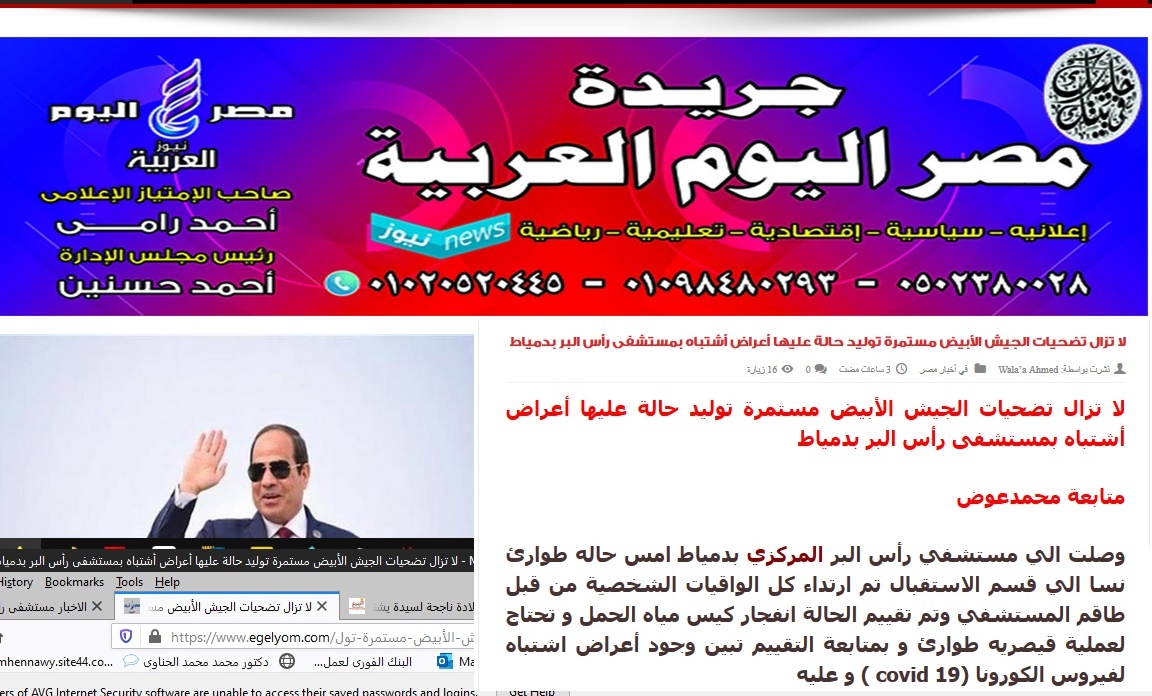 جريدة
مصر اليوم العربية
إعلانيه – سياسية – إقتصادية – تعليمية – رياضية
نيوز news
٠٥٠٢٣٨٠٠٢٨ – ٠١٠٩٨٤٨٠٢٩٣ – ٠١٠٢٠٥٢٠٤٤٥
مصر اليوم
نيوز
العربية
صاحب الإمتياز الإعلامى
أحمد رامـــى
رئيس مجلس الإدارة
أحمد حسنين
لا تزال تضحيات الجيش الأبيض مستمرة توليد حالة عليها أعراض أشتباه بمستشفى رأس البر بدمياط
نشرت بواسطة: Wala'a Ahmed في أخبار مصر 3 ساعات مضت 0 16 زيارة
لا تزال تضحيات الجيش الأبيض مستمرة توليد حالة عليها أعراض
أشتباه بمستشفى رأس البر بدمياط
متابعة محمدعوض
وصلت الي مستشفي رأس البر المركزي بدمياط امس حاله طوارئ
نسا الي قسم الاستقبال تم ارتداء كل الواقيات الشخصية من قبل
طاقم المستشفي وتم تقييم الحالة انفجار كيس مياه الحمل و تحتاج
لعملية قيصريه طوارئ و بمتابعة التقييم تبين وجود أعراض اشتباه
لفيروس الكورونا (covid 19 ) و عليه
لا تزال تضحيات الجيش الأبيض مستمرة توليد حالة عليها أعراض أشتباه بمستشفى رأس البر بدمياط - N
History Bookmarks Tools Help
الاخبار مستشفى ر × لا تزال تضحيات الجيش الأبيض مس × لادة ناجحة لسيدة يش
https://www.egelyom.com/ش-الأبيض-مستمرة-تول
mhennawy.site44.co... دكتور محمد محمد الحناوى البنك الفورى لعمل... Ma
ers of AVG Internet Security software are unable to access their saved passwords and logins. Get Help